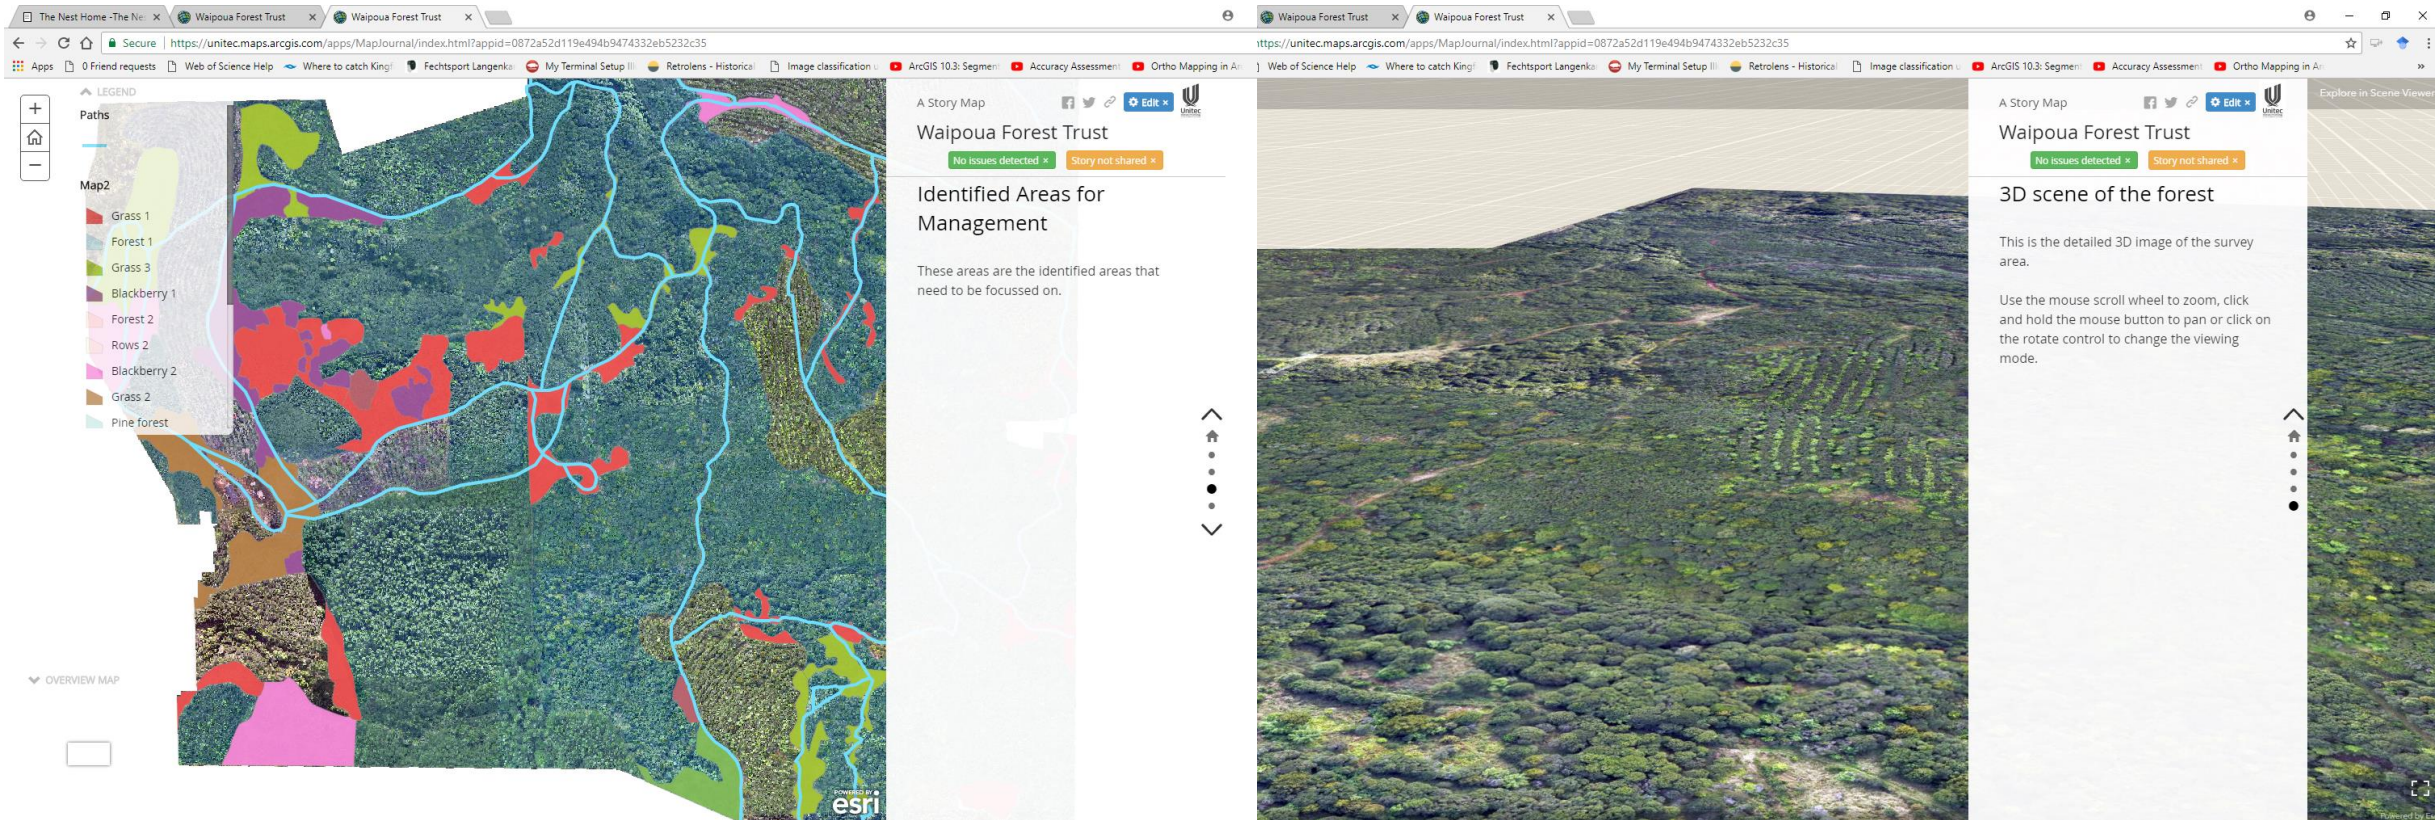 The Nest Home -The Ne
Waipoua Forest Trust
Waipoua Forest Trust
Secure
https://unitec.maps.arcgis.com/apps/MapJournal/index.html?appid=0872a52d119e494b9474332eb5232c35
Apps
0 Friend requests
Web of Science Help
Where to catch Kingf
Fechtsport Langenka
My Terminal Setup
Retrolens - Historical
Image classification
ArcGIS 10.3: Segmen
Accuracy Assessment
Ortho Mapping in
LEGEND
Paths
Map2
Grass 1
Forest 1
Grass 3
Blackberry 1
Forest 2
Rows 2
Blackberry 2
Grass 2
Pine forest
OVERVIEW MAP
POWERED BY
esri
A Story Map
Edit ×
Unitec
Waipoua Forest Trust
No issues detected ×
Story not shared ×
Identified Areas for
Management
These areas are the identified areas that
need to be focussed on.
Waipoua Forest Trust
Waipoua Forest Trust
https://unitec.maps.arcgis.com/apps/MapJournal/index.html?appid=0872a52d119e494b9474332eb5232c35
Web of Science Help
Where to catch Kingf
Fechtsport Langenka
My Terminal Setup
Retrolens - Historical
Image classification
ArcGIS 10.3: Segmen
Accuracy Assessment
Ortho Mapping in
»
A Story Map
Edit ×
Unitec
Explore in Scene Viewer
Waipoua Forest Trust
No issues detected ×
Story not shared ×
3D scene of the forest
This is the detailed 3D image of the survey
area.
Use the mouse scroll wheel to zoom, click
and hold the mouse button to pan or click on
the rotate control to change the viewing
mode.
Powered by